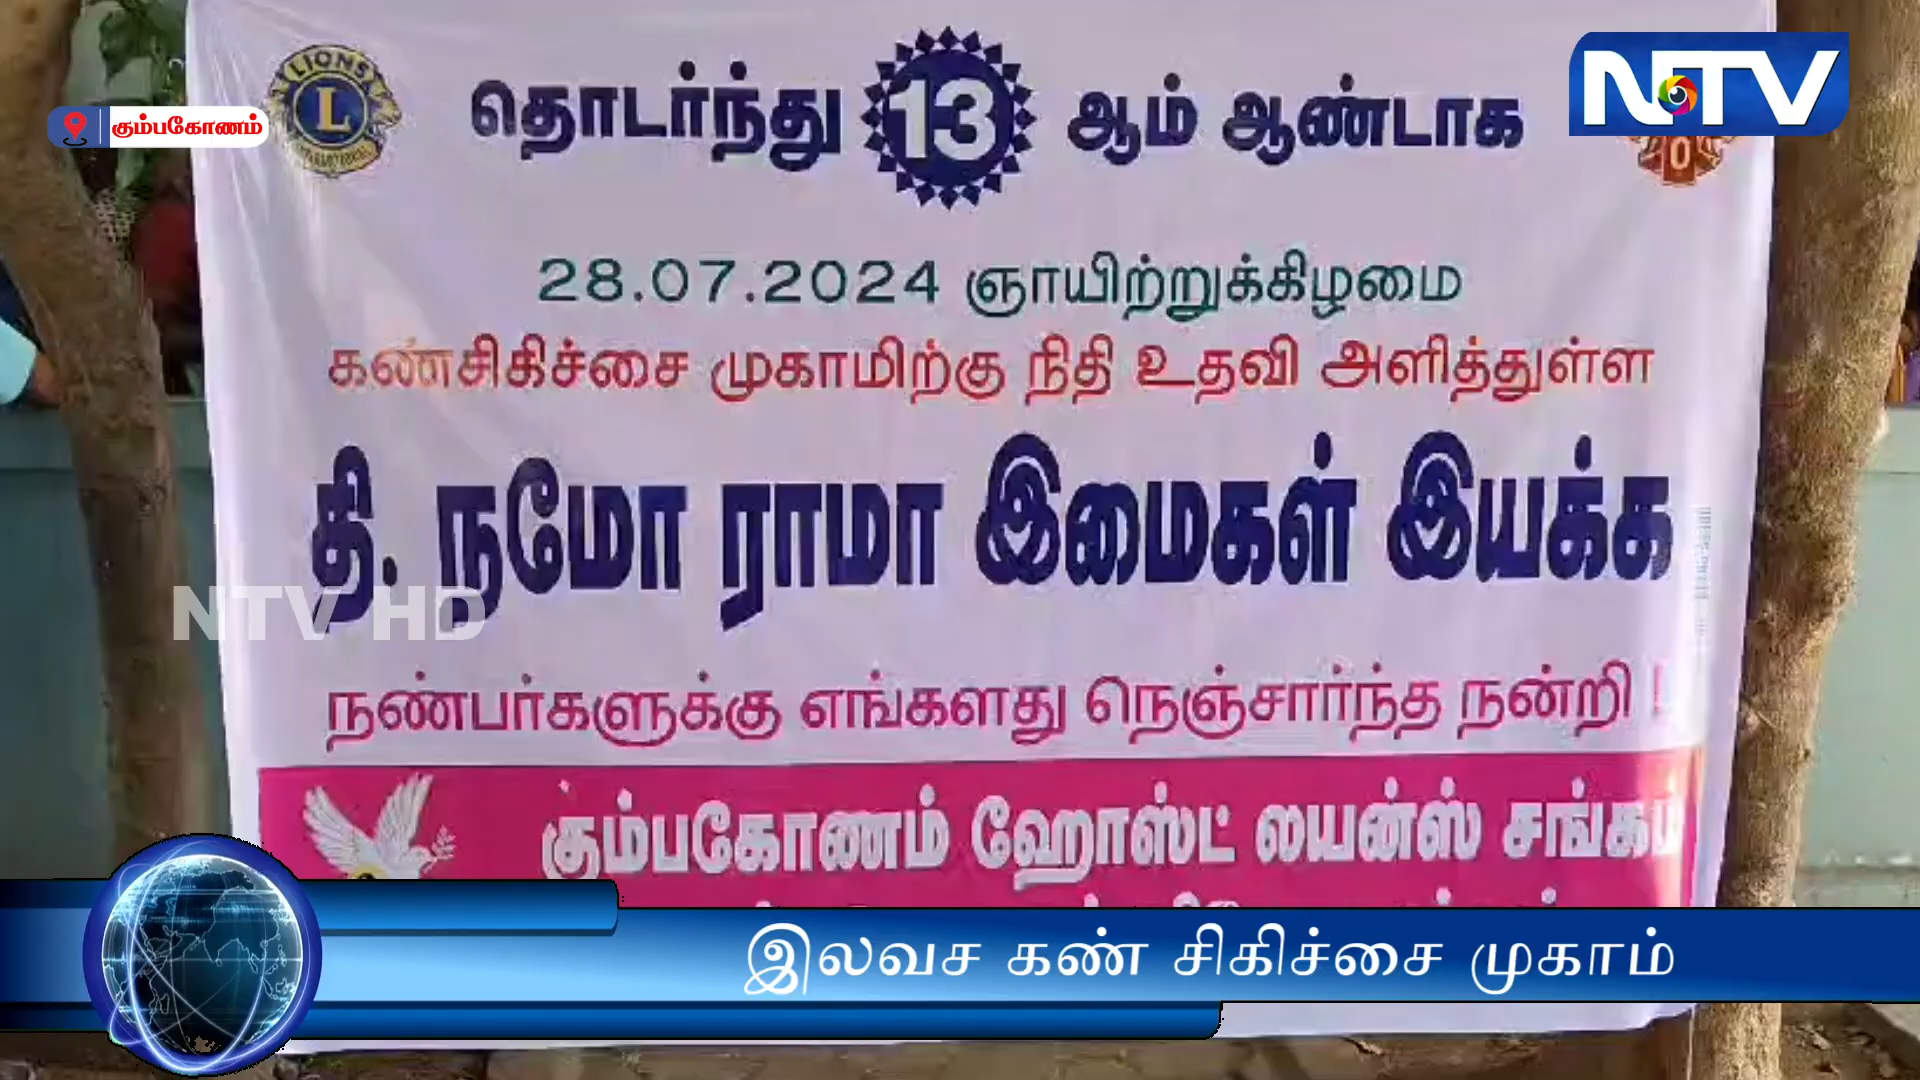 NTV
கும்பகோணம்
LIONS
L
தொடர்ந்து 13 ஆம் ஆண்டாக
28.07.2024 ஞாயிற்றுக்கிழமை
கண்சிகிச்சை முகாமிற்கு நிதி உதவி அளித்துள்ள
தி. நமோ ராமா இமைகள் இயக்க
NTV HD
நண்பர்களுக்கு எங்களது நெஞ்சார்ந்த நன்றி !
கும்பகோணம் ஹோஸ்ட் லயன்ஸ் சங்கம்
இலவச கண் சிகிச்சை முகாம்